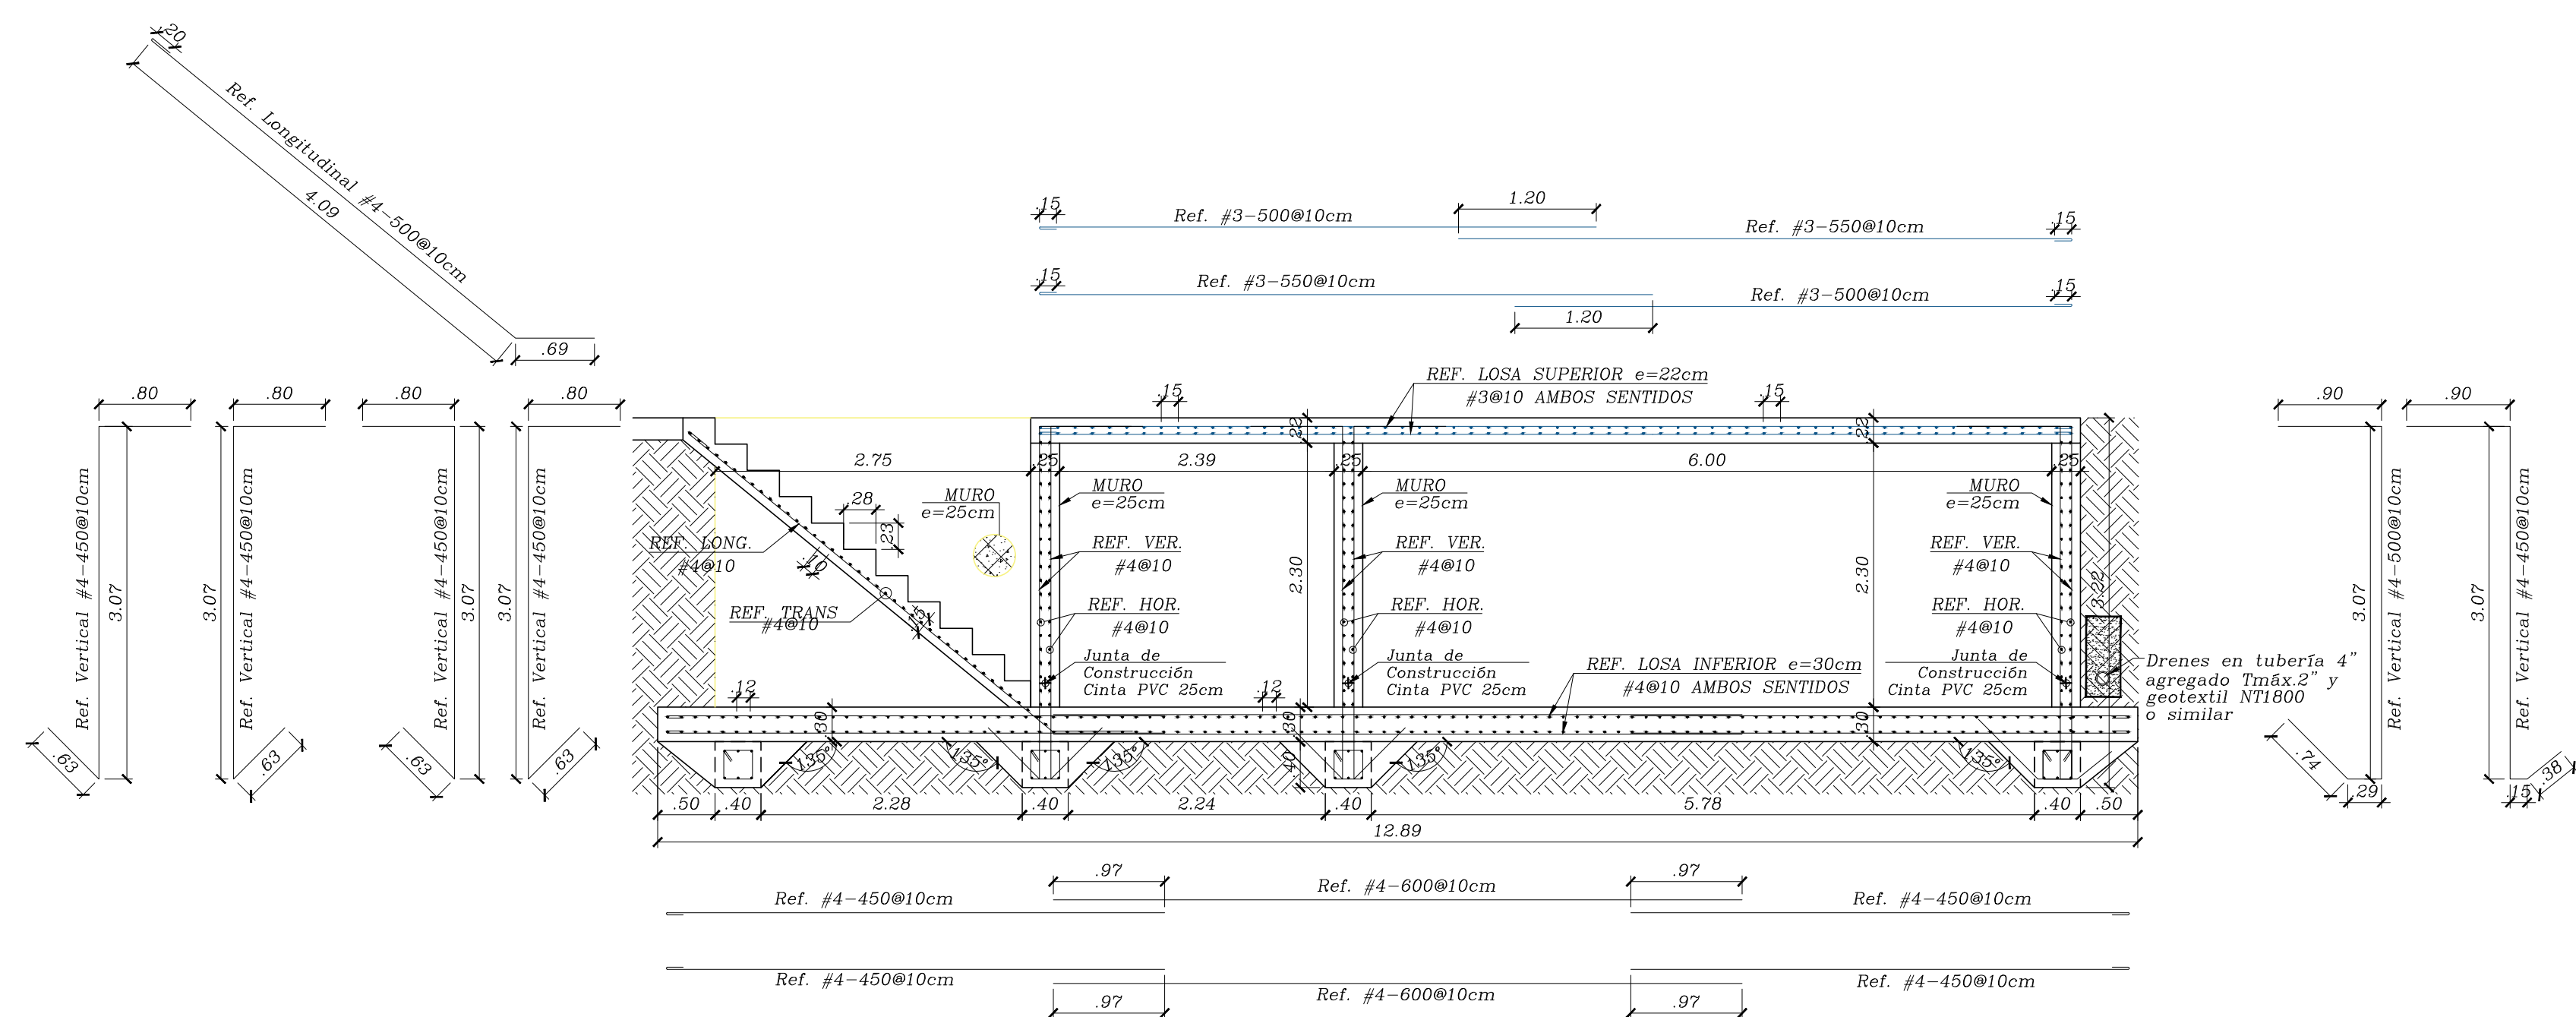 .20
Ref. Longitudinal #4-500@10cm
4.09
.69
.15
Ref. #3-500@10cm
1.20
Ref. #3-550@10cm
.15
.15
Ref. #3-550@10cm
Ref. #3-500@10cm
.15
1.20
.80
.80
.80
.80
Ref. Vertical #4-450@10cm
3.07
.63
3.07
Ref. Vertical #4-450@10cm
.63
Ref. Vertical #4-450@10cm
3.07
.63
3.07
Ref. Vertical #4-450@10cm
.63
REF. LOSA SUPERIOR e=22cm
#3@10 AMBOS SENTIDOS
.15
.15
.22
.22
2.75
.25
2.39
.25
6.00
.25
.28
.23
MURO
e=25cm
MURO
e=25cm
MURO
e=25cm
MURO
e=25cm
REF. LONG.
#4@10
.10
REF. TRANS
#4@10
REF. VER.
#4@10
REF. VER.
#4@10
REF. VER.
#4@10
2.30
2.30
3.22
REF. HOR.
#4@10
REF. HOR.
#4@10
REF. HOR.
#4@10
Junta de
Construcción
Cinta PVC 25cm
Junta de
Construcción
Cinta PVC 25cm
Junta de
Construcción
Cinta PVC 25cm
REF. LOSA INFERIOR e=30cm
#4@10 AMBOS SENTIDOS
Drenes en tubería 4"
agregado Tmáx.2" y
geotextil NT1800
o similar
.12
.12
.30
.30
.30
.40
135°
135°
135°
135°
135°
.50
.40
2.28
.40
2.24
.40
5.78
.40
.50
12.89
.90
.90
3.07
Ref. Vertical #4-500@10cm
.74
.29
3.07
Ref. Vertical #4-450@10cm
.15
.38
.97
.97
Ref. #4-450@10cm
Ref. #4-600@10cm
Ref. #4-450@10cm
Ref. #4-450@10cm
Ref. #4-600@10cm
Ref. #4-450@10cm
.97
.97